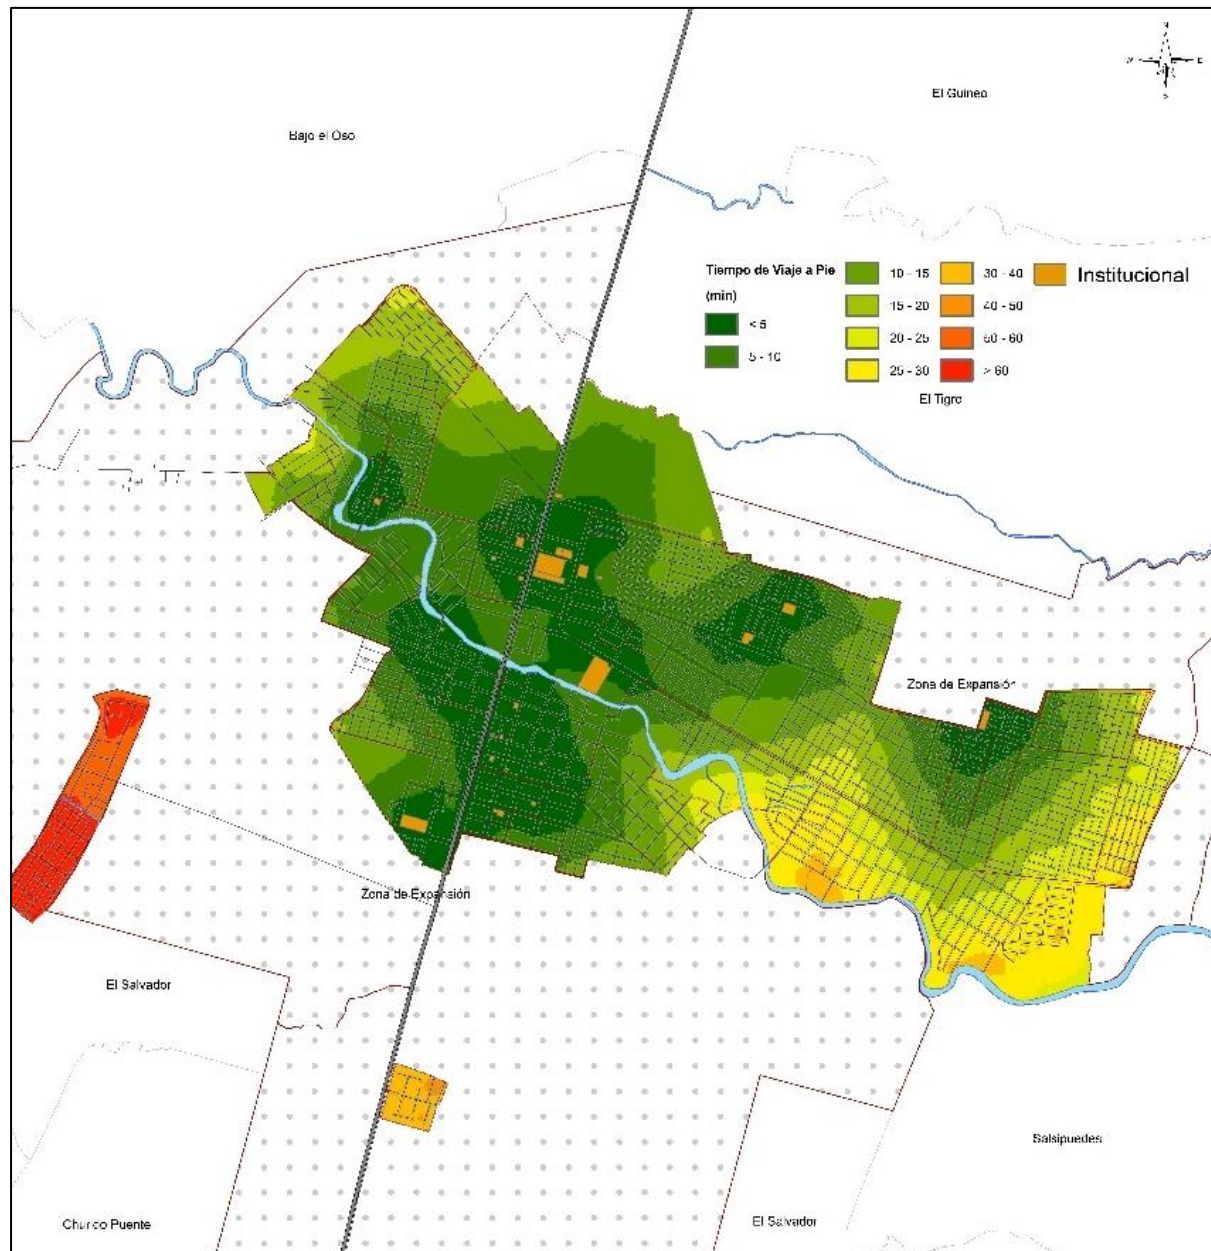 N
El Guineo
W E
S
Bajo el Oso
Tiempo de Viaje a Pie
(min)
< 5
5 - 10
10 - 15
15 - 20
20 - 25
25 - 30
30 - 40
40 - 50
50 - 60
> 60
Institucional
El Tigre
Zona de Expansión
Zona de Expansión
El Salvador
Salsipuedes
Churido Puente
El Salvador